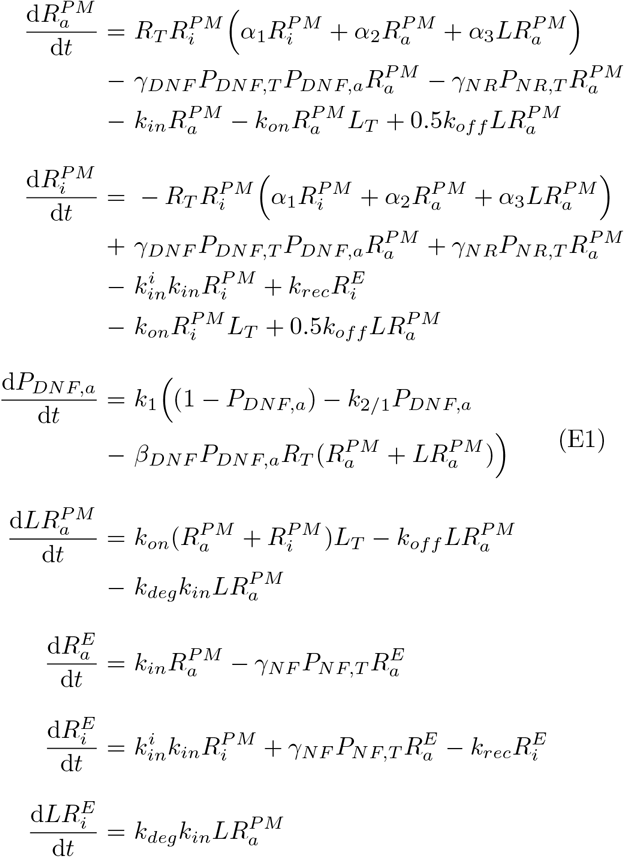 dR_a^{PM}/dt = R_T R_i^{PM} (α_1 R_i^{PM} + α_2 R_a^{PM} + α_3 LR_a^{PM})
− γ_{DNF} P_{DNF,T} P_{DNF,a} R_a^{PM} − γ_{NR} P_{NR,T} R_a^{PM}
− k_{in} R_a^{PM} − k_{on} R_a^{PM} L_T + 0.5k_{off} LR_a^{PM}
dR_i^{PM}/dt = − R_T R_i^{PM} (α_1 R_i^{PM} + α_2 R_a^{PM} + α_3 LR_a^{PM})
+ γ_{DNF} P_{DNF,T} P_{DNF,a} R_a^{PM} + γ_{NR} P_{NR,T} R_a^{PM}
− k_{in}^i k_{in} R_i^{PM} + k_{rec} R_i^E
− k_{on} R_i^{PM} L_T + 0.5k_{off} LR_a^{PM}
dP_{DNF,a}/dt = k_1 ((1 − P_{DNF,a}) − k_{2/1} P_{DNF,a}
− β_{DNF} P_{DNF,a} R_T (R_a^{PM} + LR_a^{PM})) (E1)
dLR_a^{PM}/dt = k_{on} (R_a^{PM} + R_i^{PM}) L_T − k_{off} LR_a^{PM}
− k_{deg} k_{in} LR_a^{PM}
dR_a^E/dt = k_{in} R_a^{PM} − γ_{NF} P_{NF,T} R_a^E
dR_i^E/dt = k_{in}^i k_{in} R_i^{PM} + γ_{NF} P_{NF,T} R_a^E − k_{rec} R_i^E
dLR_i^E/dt = k_{deg} k_{in} LR_a^{PM}